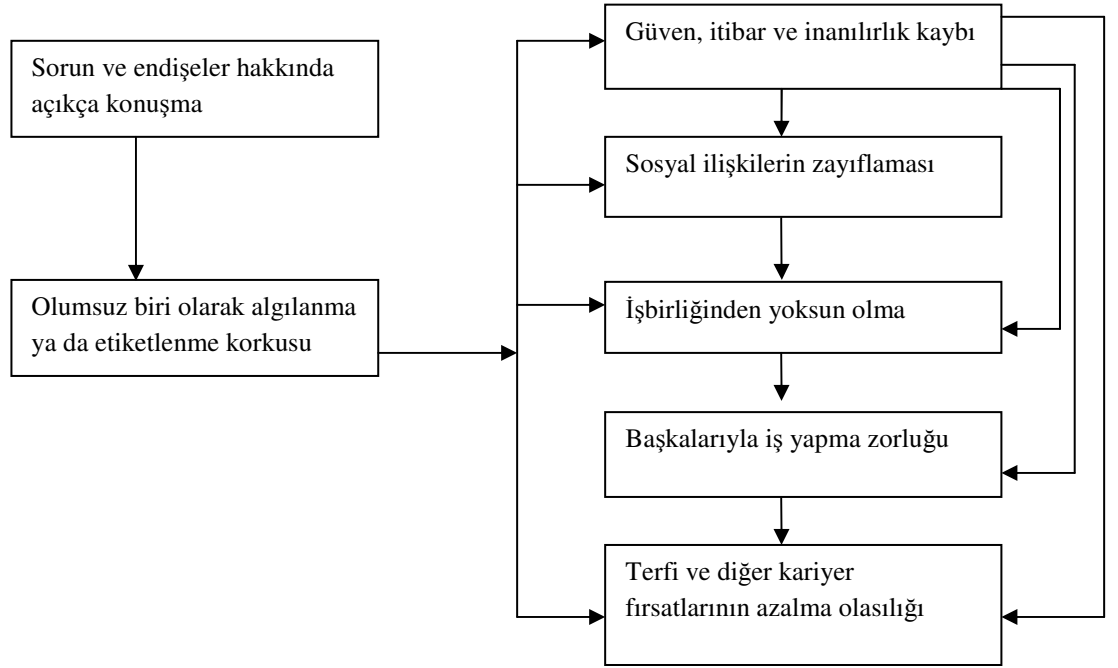 Sorun ve endişeler hakkında
açıkça konuşma
Olumsuz biri olarak algılanma
ya da etiketlenme korkusu
Güven, itibar ve inanılırlık kaybı
Sosyal ilişkilerin zayıflaması
İşbirliğinden yoksun olma
Başkalarıyla iş yapma zorluğu
Terfi ve diğer kariyer
fırsatlarının azalma olasılığı